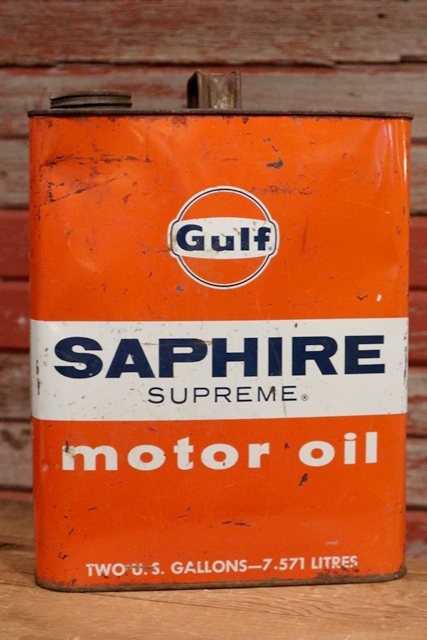 Gulf
SAPHIRE
SUPREME®
motor oil
TWO U.S. GALLONS—7.571 LITRES